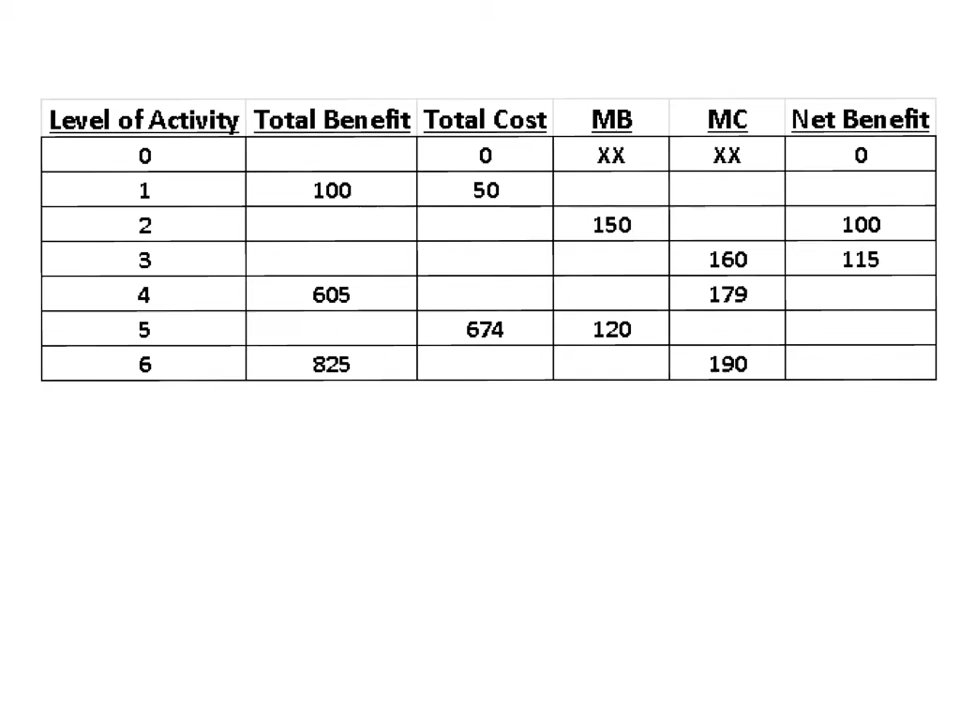 Level of Activity Total Benefit Total Cost MB MC Net Benefit
0 0 XX XX 0
1 100 50
2 150 100
3 160 115
4 605 179
5 674 120
6 825 190